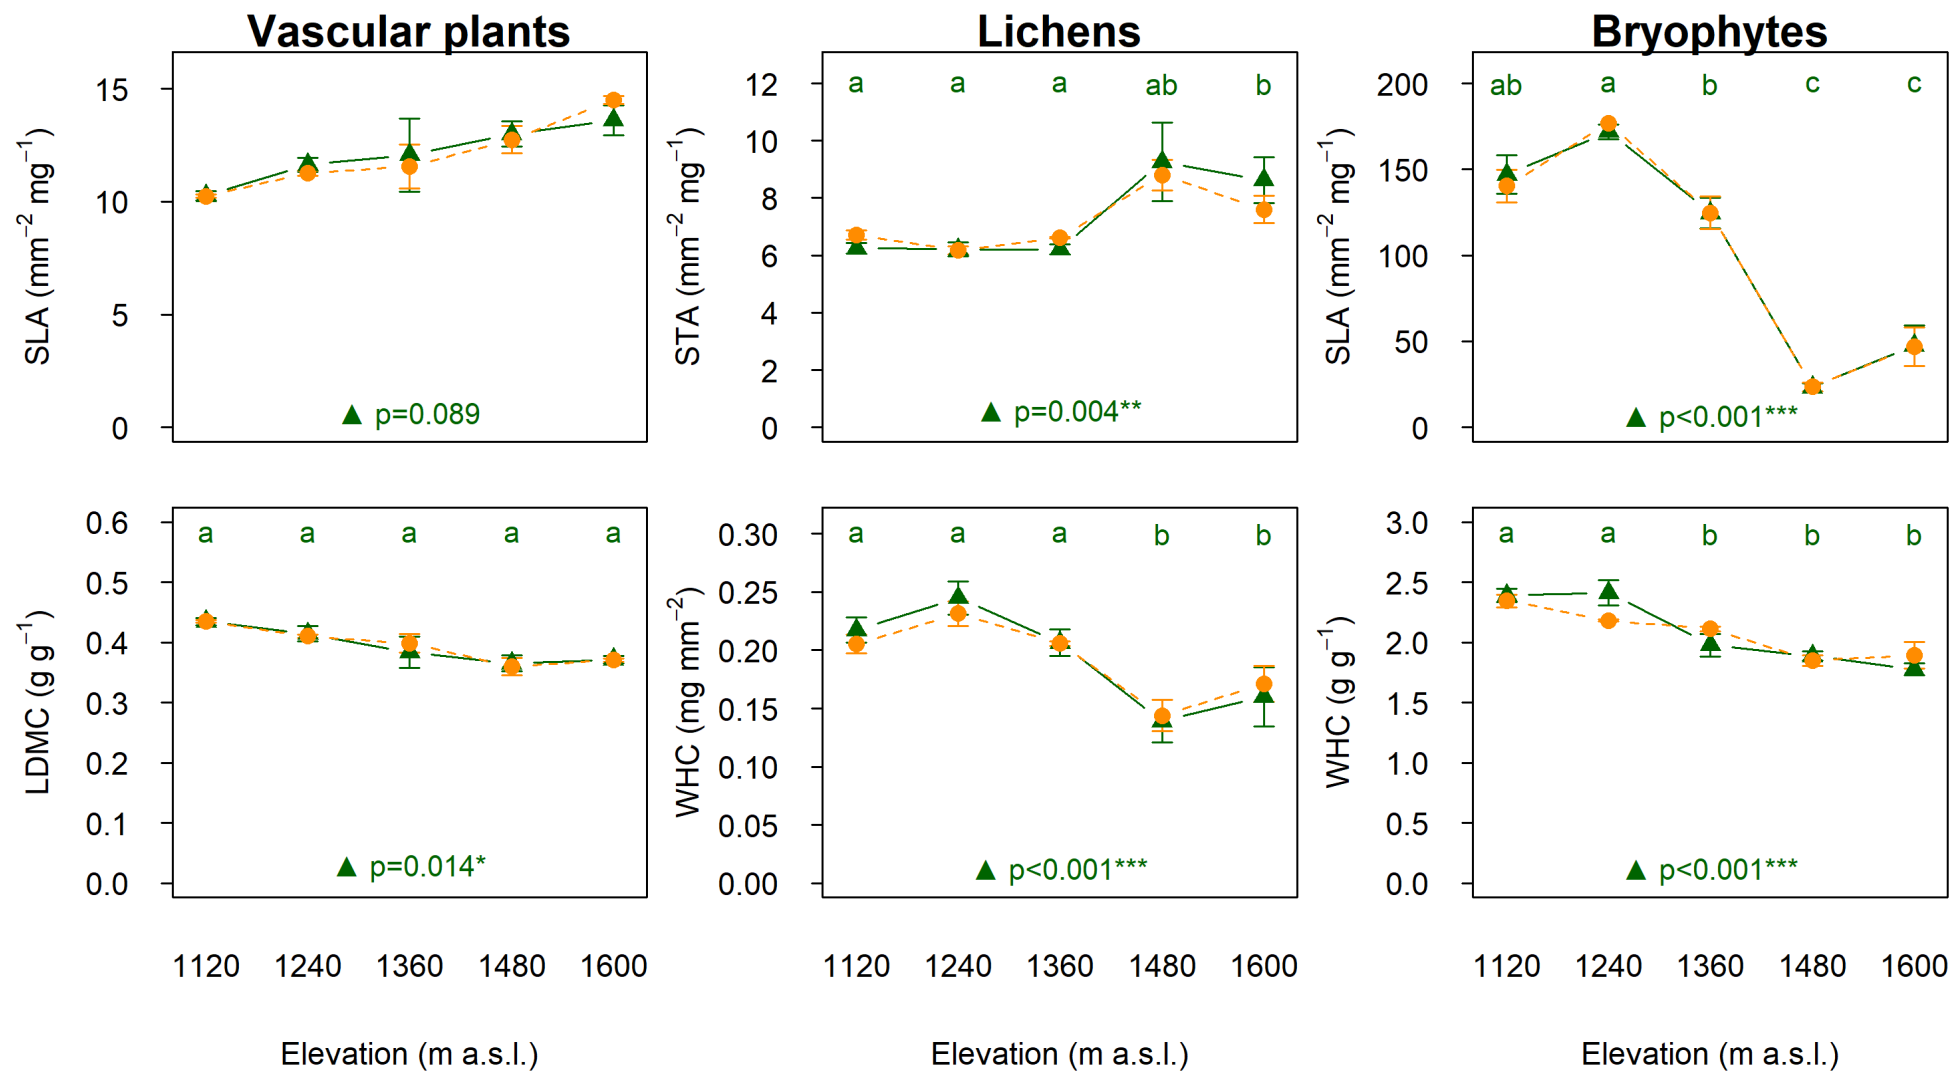 Vascular plants
Lichens
Bryophytes
SLA (mm−2 mg−1)
15
10
5
0
▲ p=0.089
STA (mm−2 mg−1)
12
10
8
6
4
2
0
a a a ab b
▲ p=0.004**
SLA (mm−2 mg−1)
200
150
100
50
0
ab a b c c
▲ p<0.001***
LDMC (g g−1)
0.6
0.5
0.4
0.3
0.2
0.1
0.0
a a a a a
▲ p=0.014*
1120 1240 1360 1480 1600
Elevation (m a.s.l.)
WHC (mg mm−2)
0.30
0.25
0.20
0.15
0.10
0.05
0.00
a a a b b
▲ p<0.001***
1120 1240 1360 1480 1600
Elevation (m a.s.l.)
WHC (g g−1)
3.0
2.5
2.0
1.5
1.0
0.5
0.0
a a b b b
▲ p<0.001***
1120 1240 1360 1480 1600
Elevation (m a.s.l.)